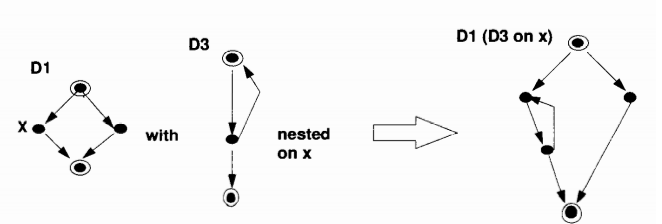 D1 (D3 on x)
D3
D1
X
with
nested
on x